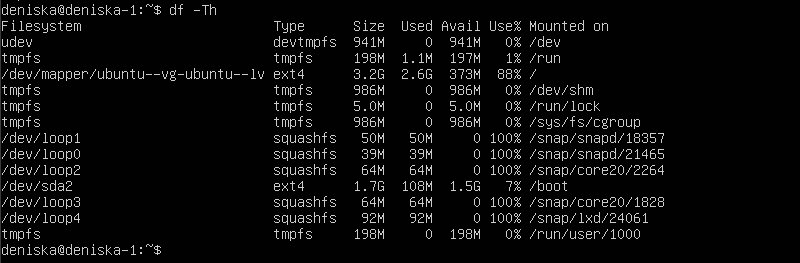 deniska@deniska-1:~$ df -Th
Filesystem                        Type      Size  Used Avail Use% Mounted on
udev                              devtmpfs  941M     0  941M   0% /dev
tmpfs                             tmpfs     198M  1.1M  197M   1% /run
/dev/mapper/ubuntu--vg-ubuntu--lv ext4      3.2G  2.6G  373M  88% /
tmpfs                             tmpfs     986M     0  986M   0% /dev/shm
tmpfs                             tmpfs     5.0M     0  5.0M   0% /run/lock
tmpfs                             tmpfs     986M     0  986M   0% /sys/fs/cgroup
/dev/loop1                        squashfs   50M   50M     0 100% /snap/snapd/18357
/dev/loop0                        squashfs   39M   39M     0 100% /snap/snapd/21465
/dev/loop2                        squashfs   64M   64M     0 100% /snap/core20/2264
/dev/sda2                         ext4      1.7G  108M  1.5G   7% /boot
/dev/loop3                        squashfs   64M   64M     0 100% /snap/core20/1828
/dev/loop4                        squashfs   92M   92M     0 100% /snap/lxd/24061
tmpfs                             tmpfs     198M     0  198M   0% /run/user/1000
deniska@deniska-1:~$